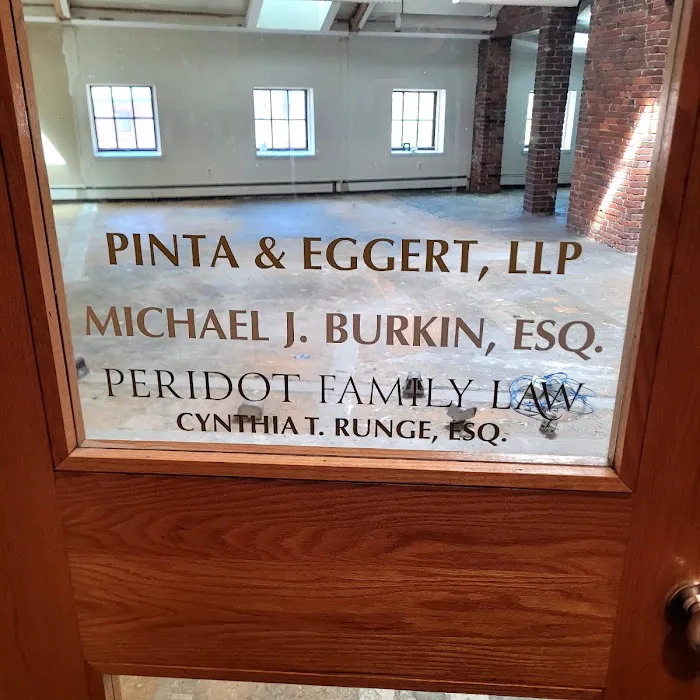 PINTA & EGGERT, LLP
MICHAEL J. BURKIN, ESQ.
PERIDOT FAMILY LAW
CYNTHIA T. RUNGE, ESQ.